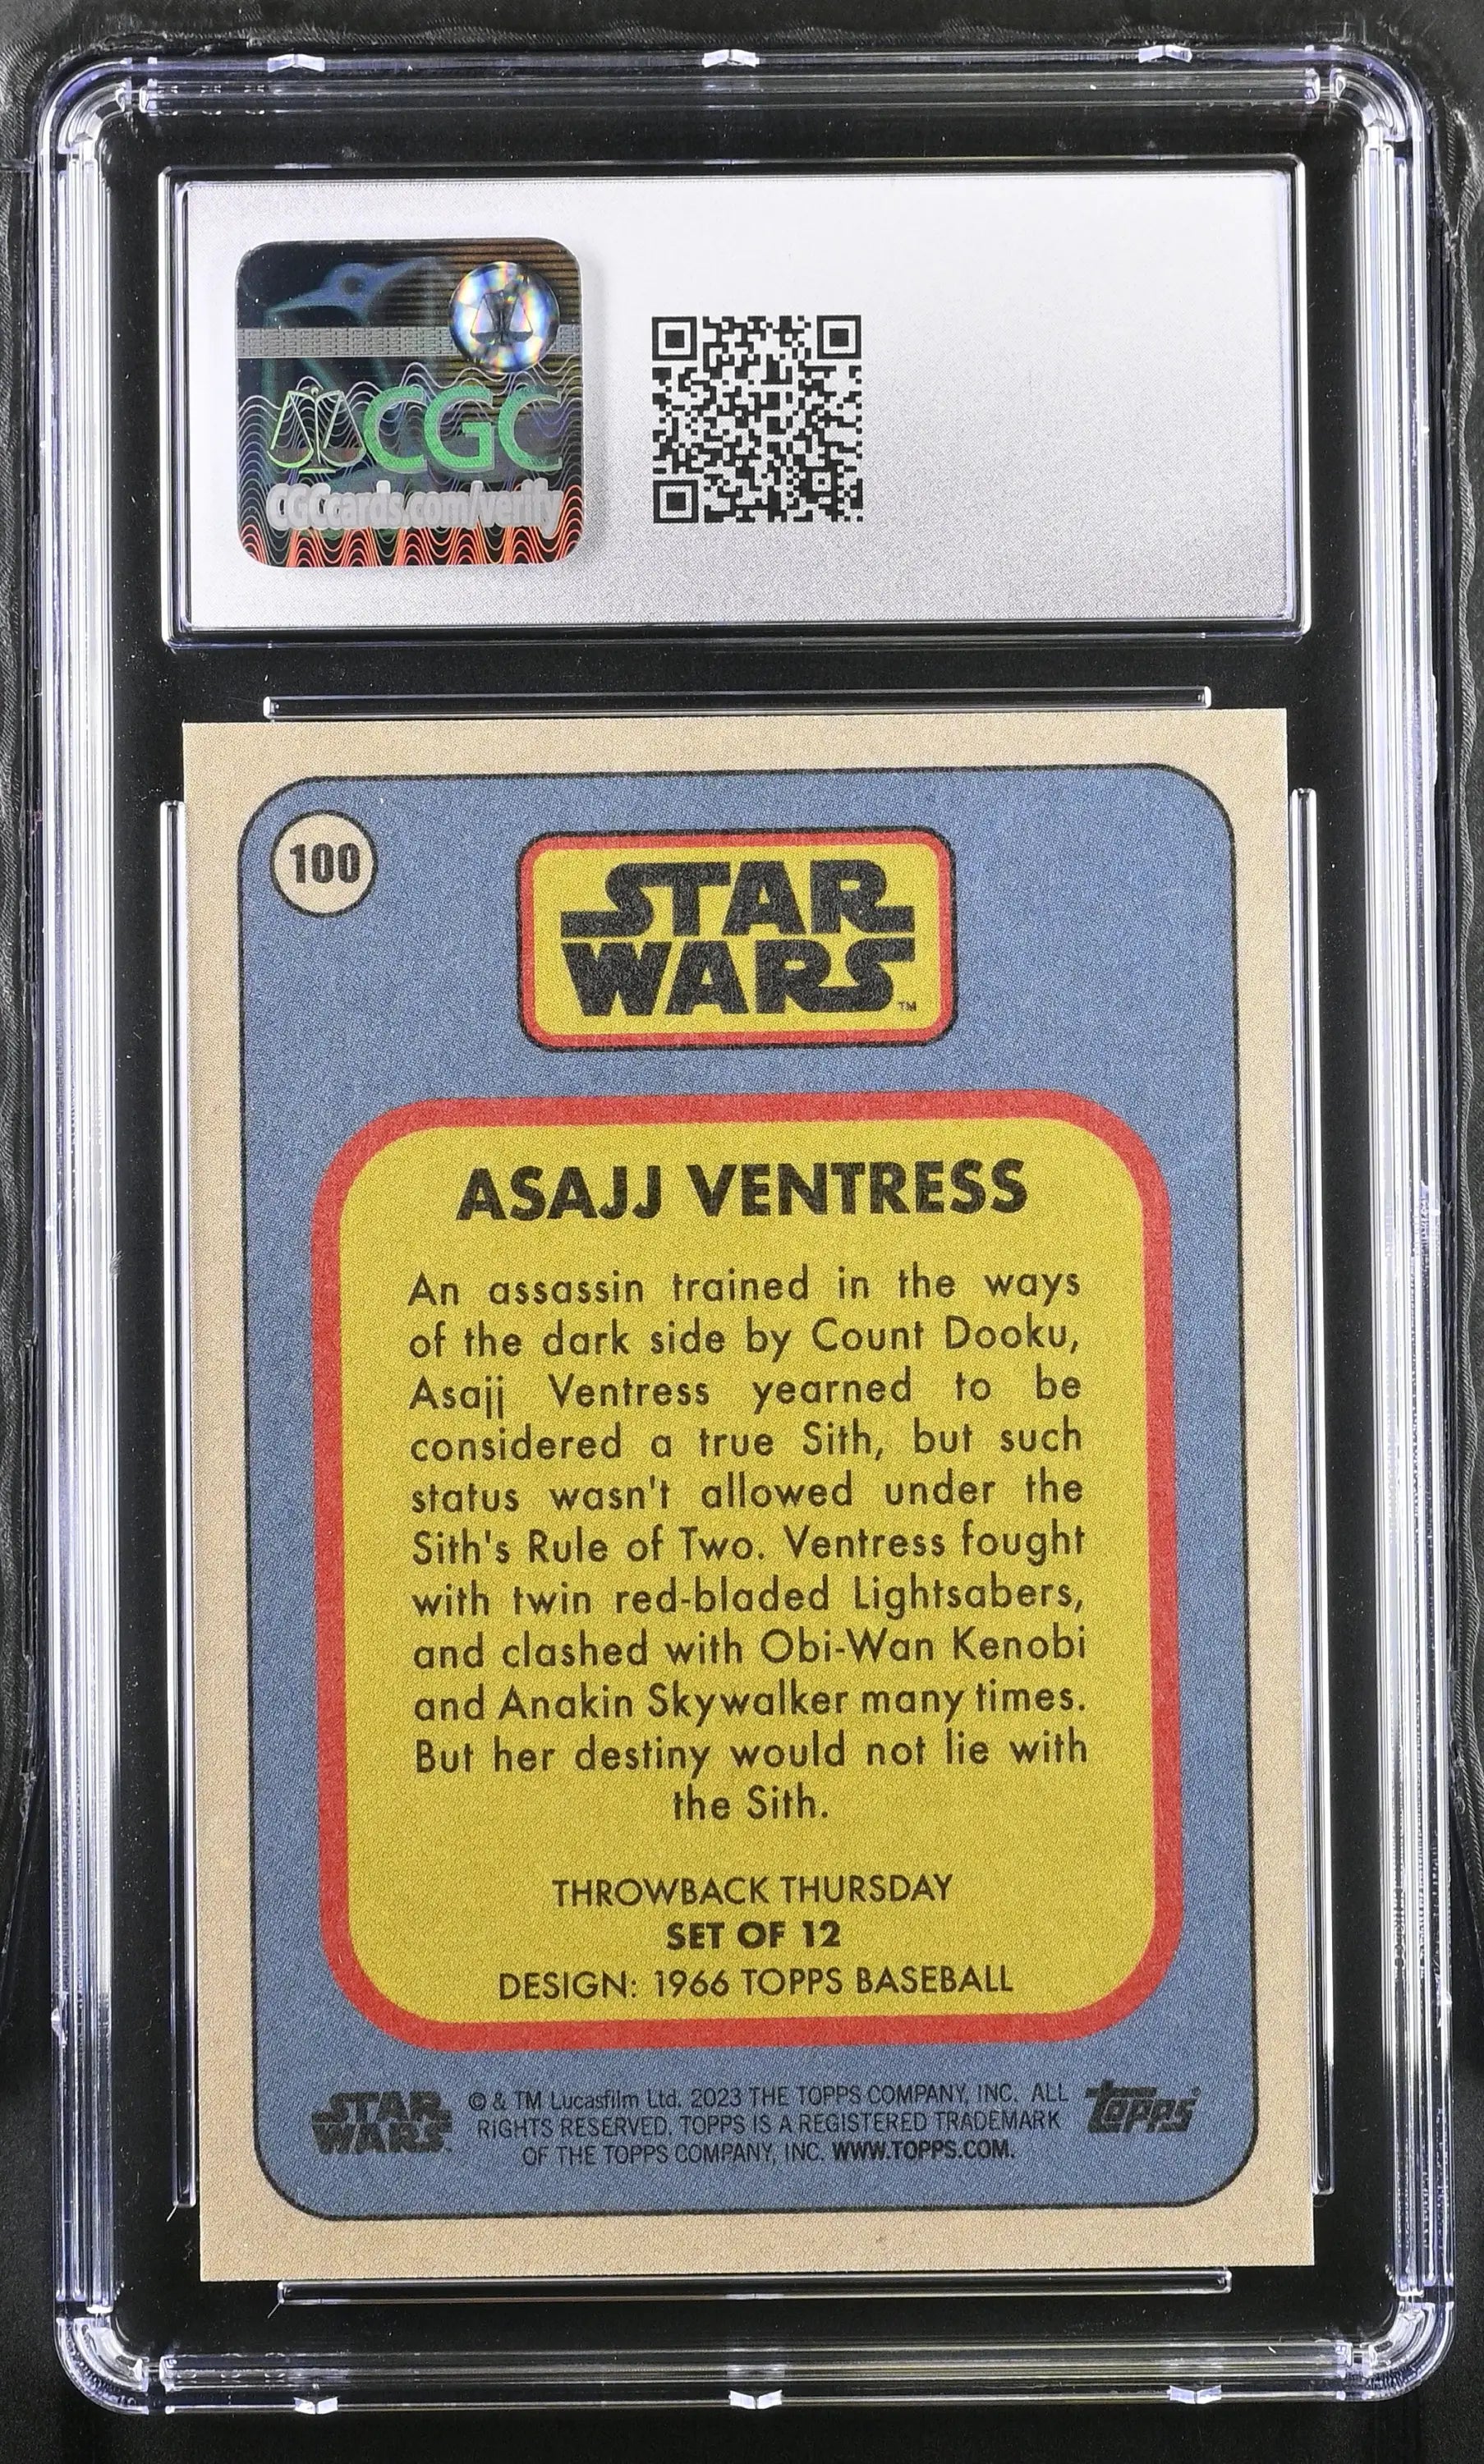 CGC
CGCcards.com/verify
100
STAR
WARS™
ASAJJ VENTRESS
An assassin trained in the ways
of the dark side by Count Dooku,
Asajj Ventress yearned to be
considered a true Sith, but such
status wasn't allowed under the
Sith's Rule of Two. Ventress fought
with twin red-bladed Lightsabers,
and clashed with Obi-Wan Kenobi
and Anakin Skywalker many times.
But her destiny would not lie with
the Sith.
THROWBACK THURSDAY
SET OF 12
DESIGN: 1966 TOPPS BASEBALL
STAR
WARS
© & TM Lucasfilm Ltd. 2023 THE TOPPS COMPANY, INC. ALL
RIGHTS RESERVED. TOPPS IS A REGISTERED TRADEMARK
OF THE TOPPS COMPANY, INC. WWW.TOPPS.COM.
topps